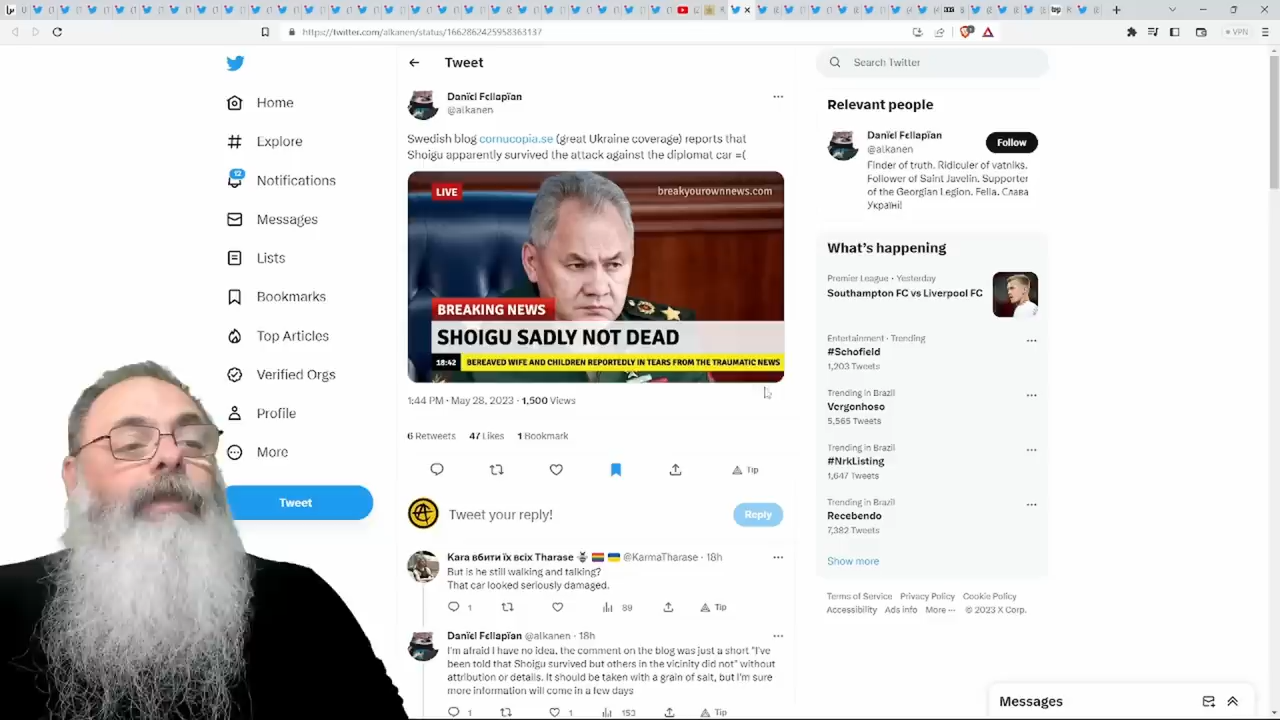 https://twitter.com/alkanen/status/1662862425958363137
VPN
Home
Explore
12
Notifications
Messages
Lists
Bookmarks
Top Articles
Verified Orgs
Profile
More
Tweet
Tweet
Daniel Fellapian
@alkanen
Swedish blog cornucopia.se (great Ukraine coverage) reports that
Shoigu apparently survived the attack against the diplomat car =(
LIVE
breakyourownnews.com
BREAKING NEWS
SHOIGU SADLY NOT DEAD
18:42 BEREAVED WIFE AND CHILDREN REPORTEDLY IN TEARS FROM THE TRAUMATIC NEWS
1:44 PM · May 28, 2023 · 1,500 Views
6 Retweets 47 Likes 1 Bookmark
Tip
Tweet your reply!
Reply
Kara вбити їх всіх Tharase @KarmaTharase · 18h
But is he still walking and talking?
That car looked seriously damaged.
1 89 Tip
Daniel Fellapian @alkanen · 18h
I'm afraid I have no idea, the comment on the blog was just a short "I've
been told that Shoigu survived but others in the vicinity did not" without
attribution or details. It should be taken with a grain of salt, but I'm sure
more information will come in a few days
1 1 153 Tip
Search Twitter
Relevant people
Daniel Fellapian
@alkanen
Follow
Finder of truth. Ridiculer of vatniks.
Follower of Saint Javelin. Supporter
of the Georgian Legion. Fella. Слава
Україні!
What's happening
Premier League · Yesterday
Southampton FC vs Liverpool FC
Entertainment · Trending
#Schofield
1,203 Tweets
Trending in Brazil
Vergonhoso
5,565 Tweets
Trending in Brazil
#NrkListing
1,647 Tweets
Trending in Brazil
Recebendo
7,382 Tweets
Show more
Terms of Service Privacy Policy Cookie Policy
Accessibility Ads info More ··· © 2023 X Corp.
Messages